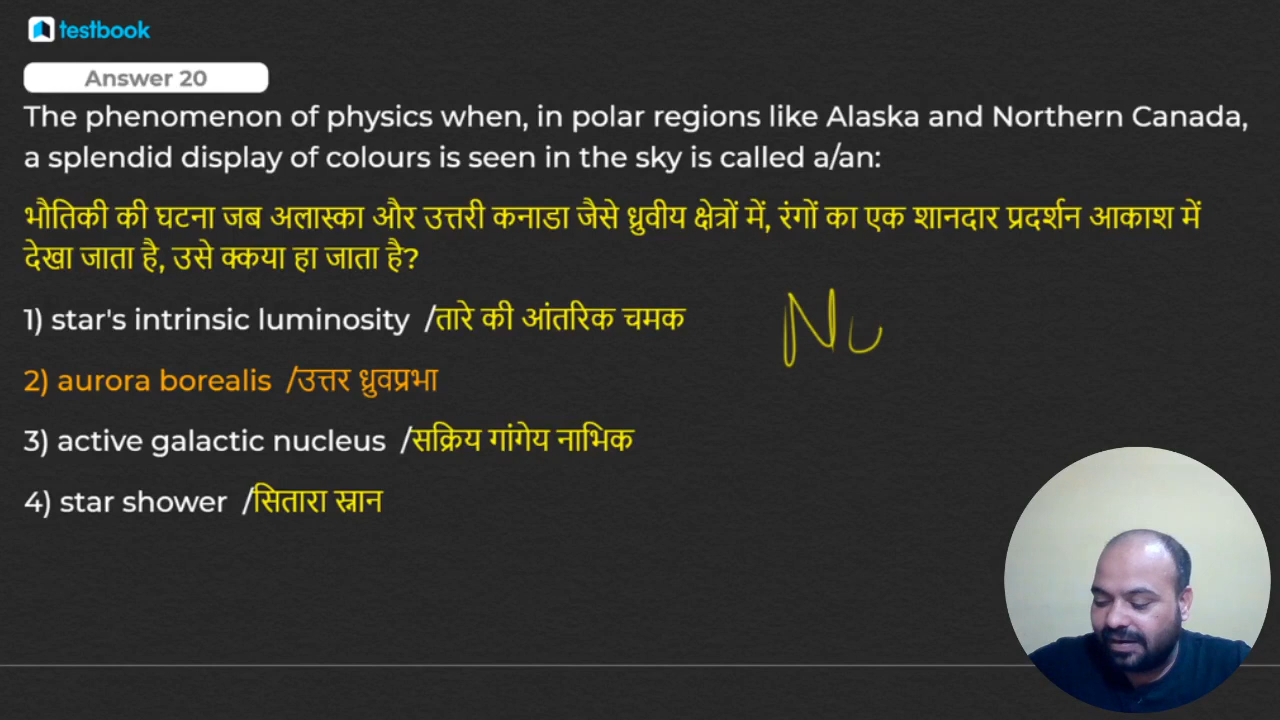 testbook
Answer 20
The phenomenon of physics when, in polar regions like Alaska and Northern Canada,
a splendid display of colours is seen in the sky is called a/an:
भौतिकी की घटना जब अलास्का और उत्तरी कनाडा जैसे ध्रुवीय क्षेत्रों में, रंगों का एक शानदार प्रदर्शन आकाश में
देखा जाता है, उसे क्कया हा जाता है?
1) star's intrinsic luminosity /तारे की आंतरिक चमक
2) aurora borealis /उत्तर ध्रुवप्रभा
3) active galactic nucleus /सक्रिय गांगेय नाभिक
4) star shower /सितारा स्नान